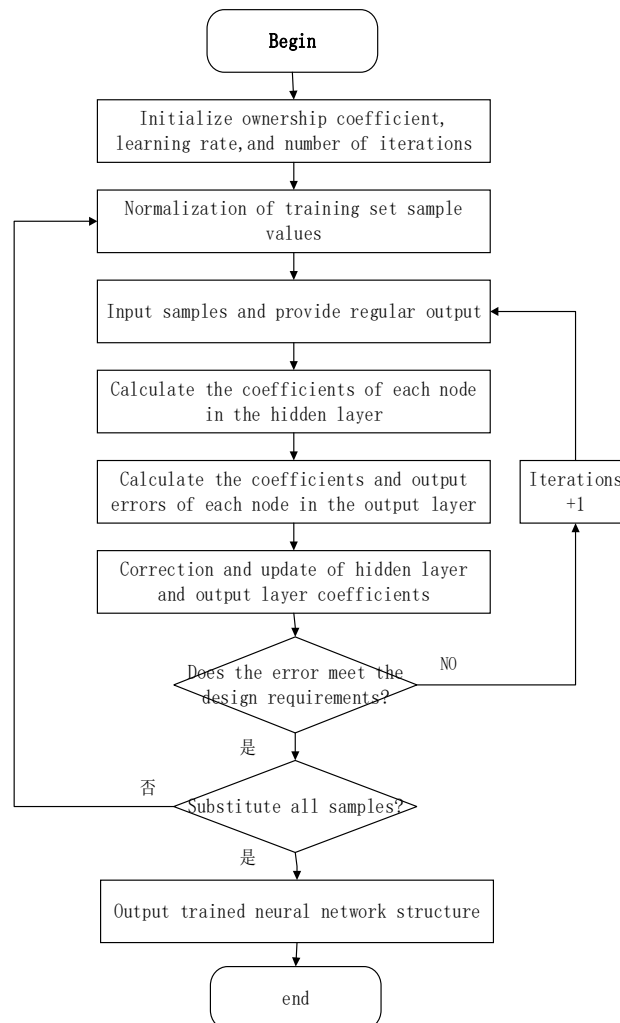 Begin
Initialize ownership coefficient,
learning rate,and number of iterations
Normalization of training set sample
values
Input samples and provide regular output
Calculate the coefficients of each node
in the hidden layer
Calculate the coefficients and output
errors of each node in the output layer
Iterations
+1
Correction and update of hidden layer
and output layer coefficients
Does the error meet the
design requirements?
NO
是
否
Substitute all samples?
是
Output trained neural network structure
end